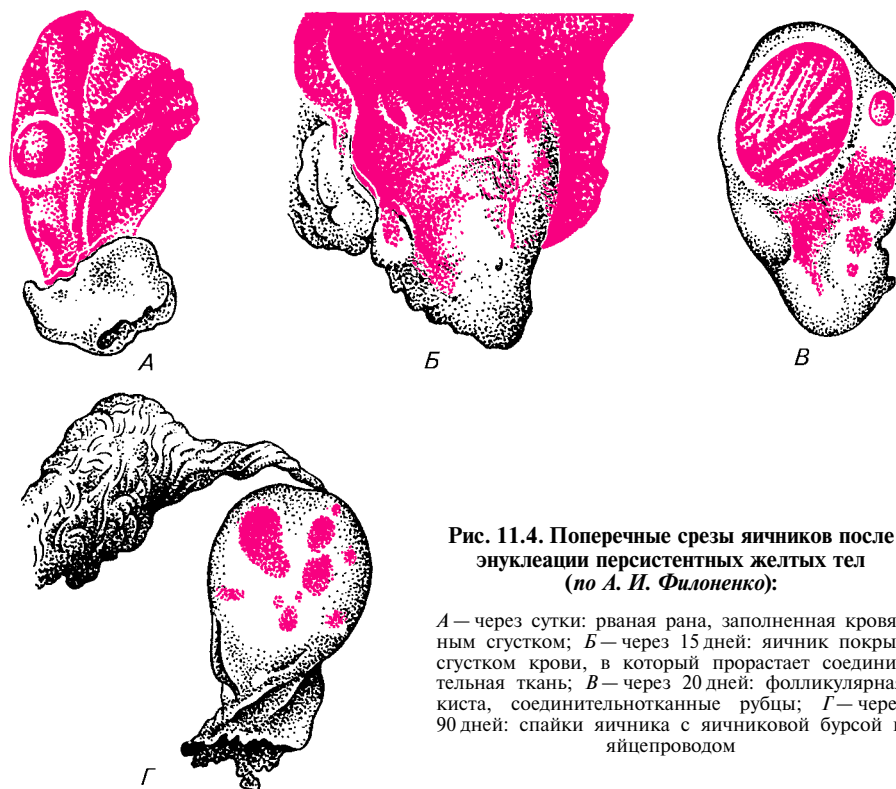 А
Б
В
Г
Рис. 11.4. Поперечные срезы яичников после
энуклеации персистентных желтых тел
(по А. И. Филоненко):
А — через сутки: рваная рана, заполненная кровя-
ным сгустком; Б — через 15 дней: яичник покры
сгустком крови, в который прорастает соедини
тельная ткань; В — через 20 дней: фолликулярная
киста, соединительнотканные рубцы; Г — чере
90 дней: спайки яичника с яичниковой бурсой и
яйцепроводом